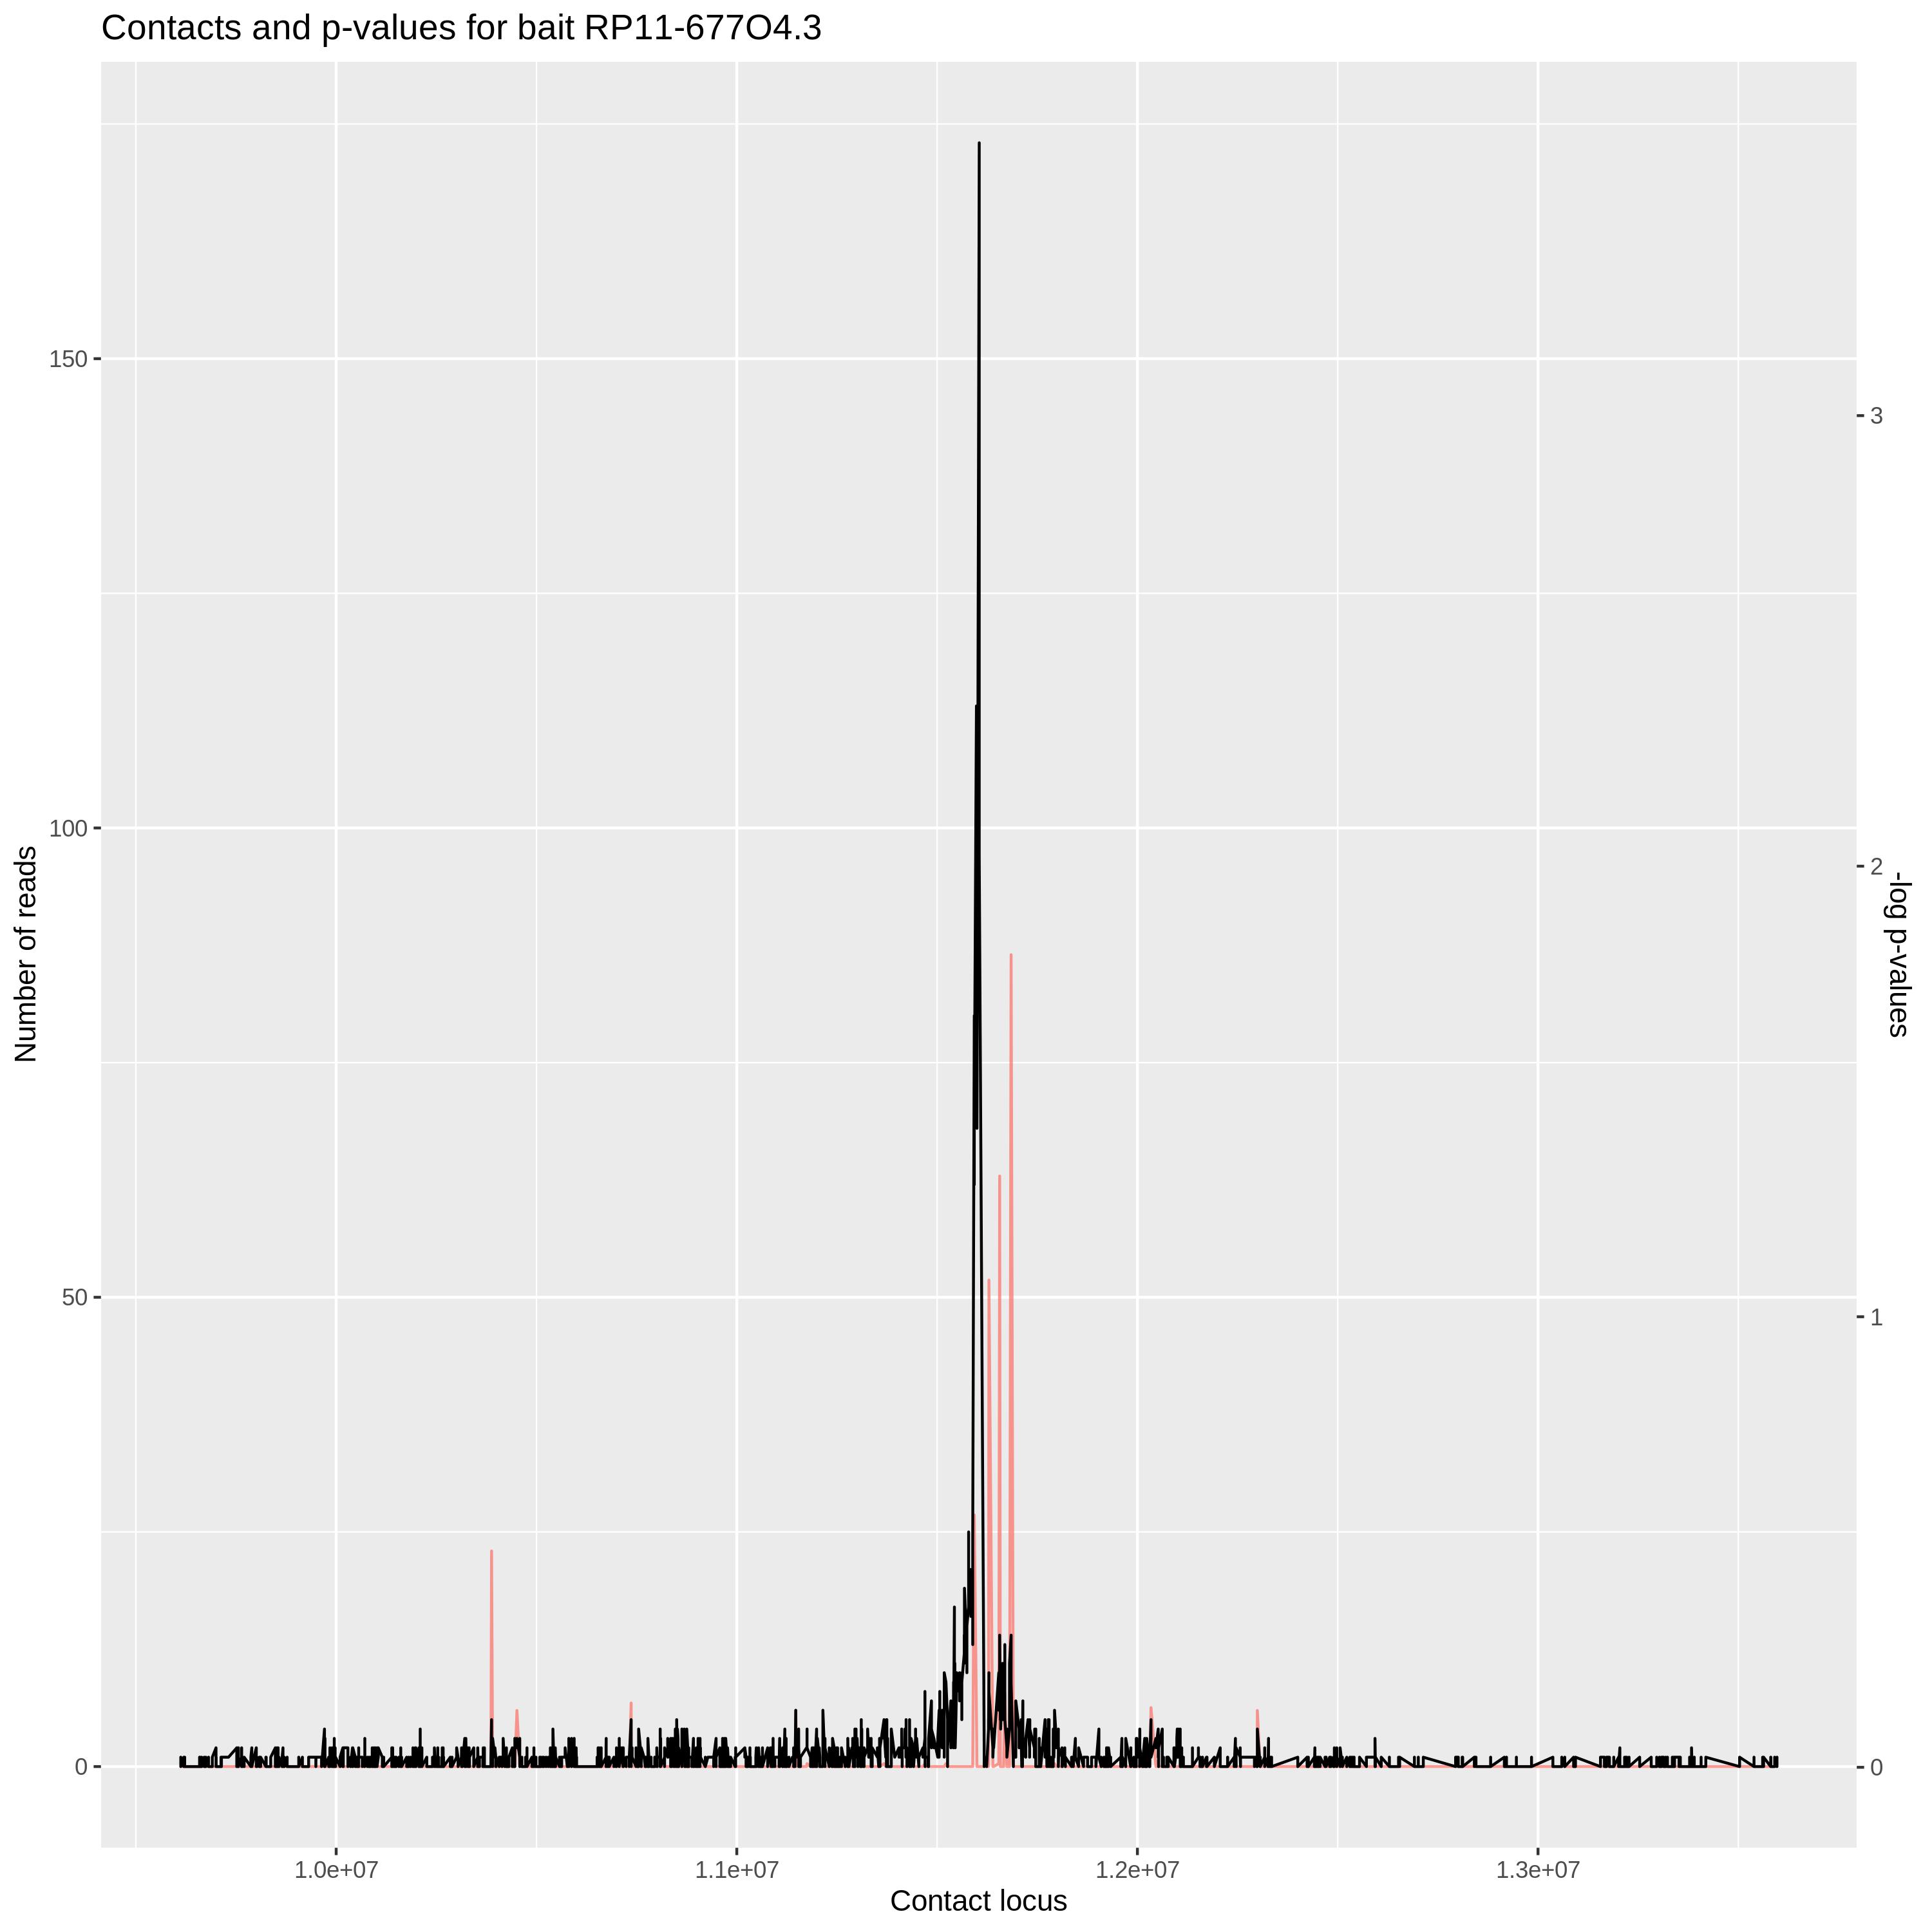 Contacts and p-values for bait RP11-677O4.3
150
100
50
0
Number of reads
3
2
1
0
-log p-values
1.0e+07
1.1e+07
1.2e+07
1.3e+07
Contact locus